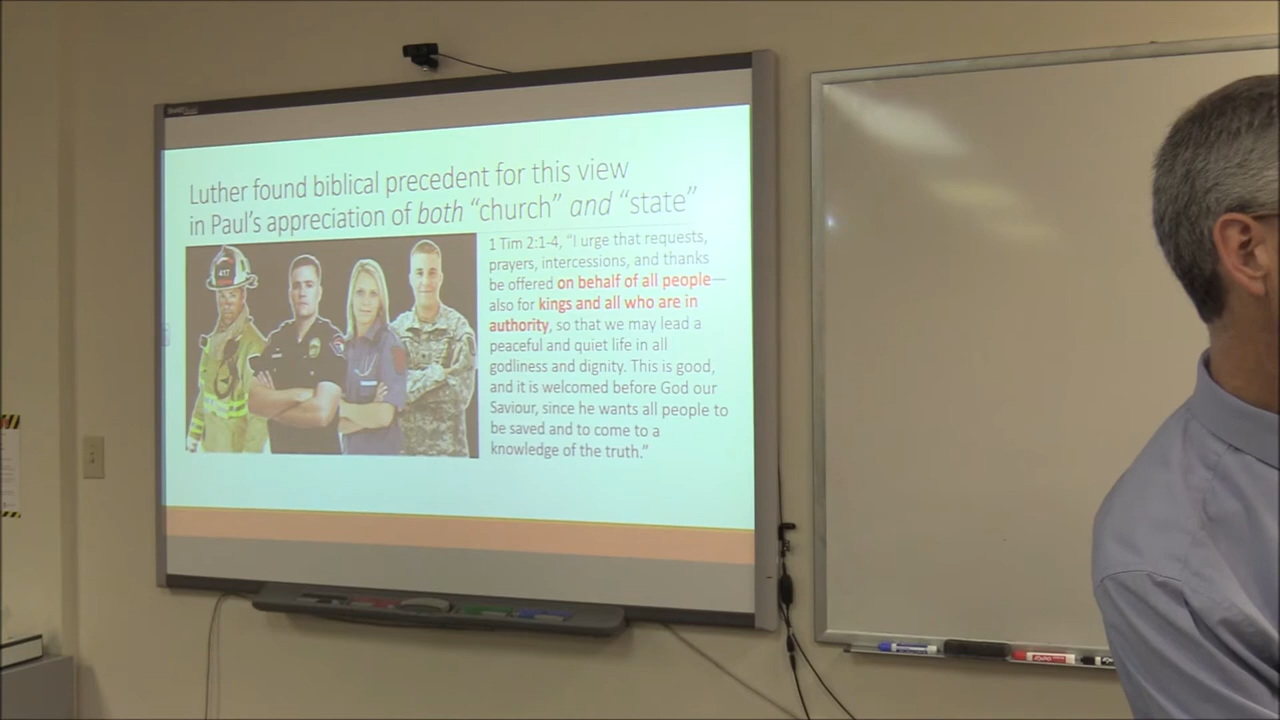 Luther found biblical precedent for this view
in Paul's appreciation of both "church" and "state"
1 Tim 2:1-4, "I urge that requests,
prayers, intercessions, and thanks
be offered on behalf of all people—
also for kings and all who are in
authority, so that we may lead a
peaceful and quiet life in all
godliness and dignity. This is good,
and it is welcomed before God our
Saviour, since he wants all people to
be saved and to come to a
knowledge of the truth."